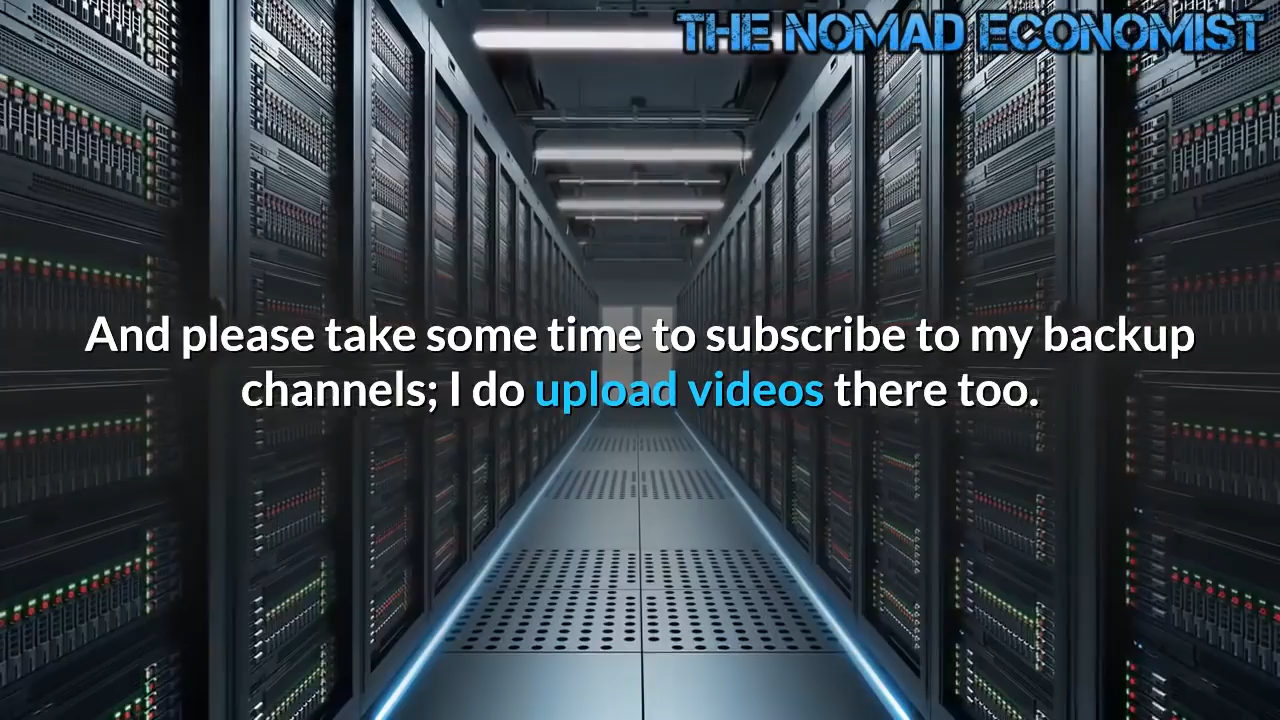 THE NOMAD ECONOMIST
And please take some time to subscribe to my backup
channels; I do upload videos there too.